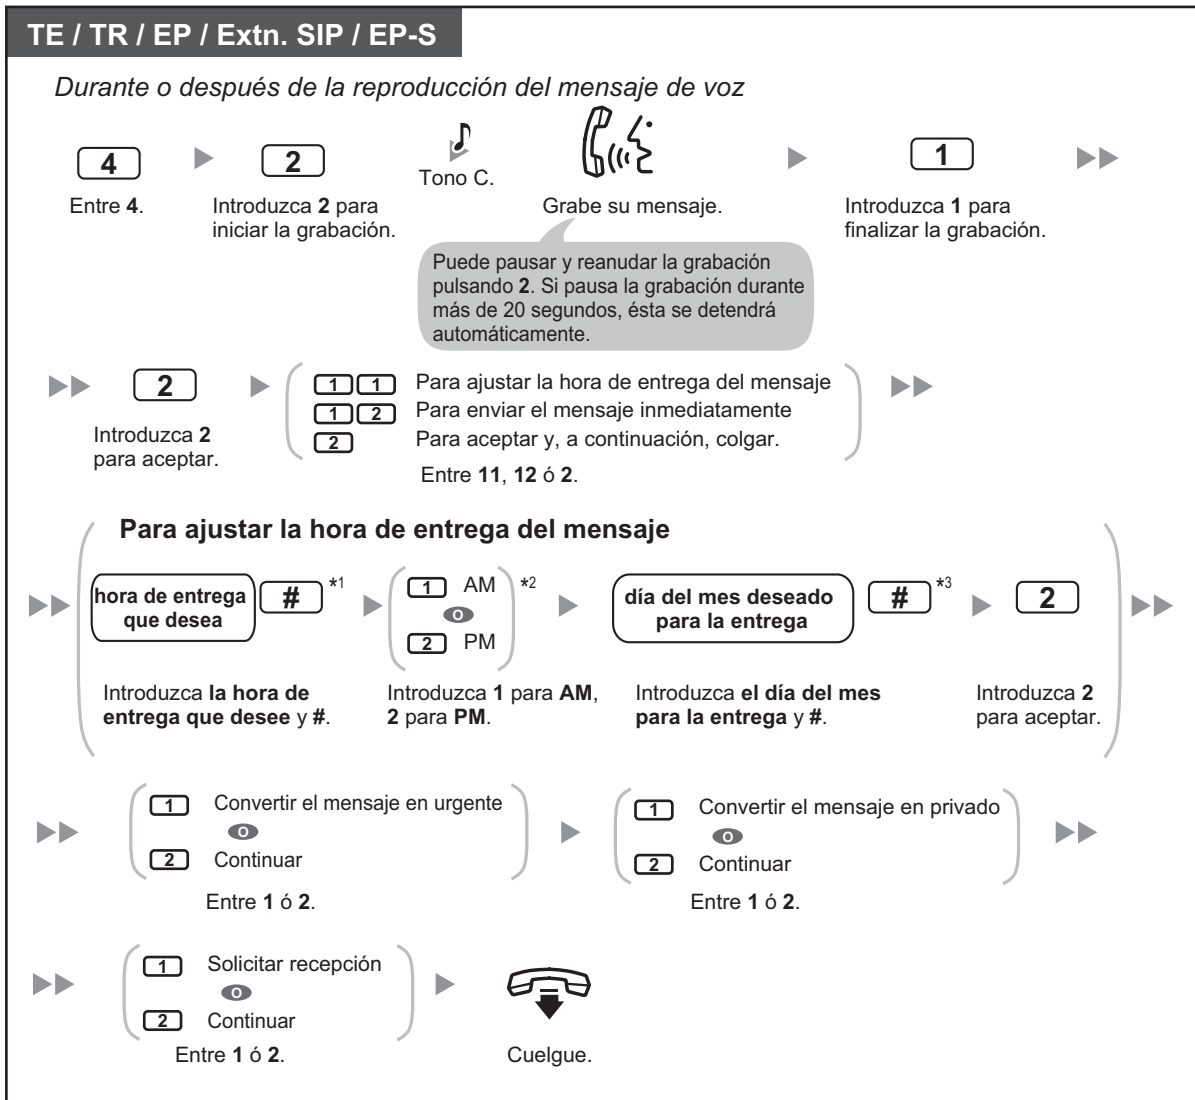 TE / TR / EP / Extn. SIP / EP-S
Durante o después de la reproducción del mensaje de voz
4
2
Tono C.
1
Entre 4.
Introduzca 2 para
iniciar la grabación.
Grabe su mensaje.
Introduzca 1 para
finalizar la grabación.
Puede pausar y reanudar la grabación
pulsando 2. Si pausa la grabación durante
más de 20 segundos, ésta se detendrá
automáticamente.
2
Introduzca 2
para aceptar.
1 1 Para ajustar la hora de entrega del mensaje
1 2 Para enviar el mensaje inmediatamente
2 Para aceptar y, a continuación, colgar.
Entre 11, 12 ó 2.
Para ajustar la hora de entrega del mensaje
hora de entrega
que desea
# *1
1 AM *2
O
2 PM
día del mes deseado
para la entrega
# *3
2
Introduzca la hora de
entrega que desee y #.
Introduzca 1 para AM,
2 para PM.
Introduzca el día del mes
para la entrega y #.
Introduzca 2
para aceptar.
1 Convertir el mensaje en urgente
O
2 Continuar
Entre 1 ó 2.
1 Convertir el mensaje en privado
O
2 Continuar
Entre 1 ó 2.
1 Solicitar recepción
O
2 Continuar
Entre 1 ó 2.
Cuelgue.